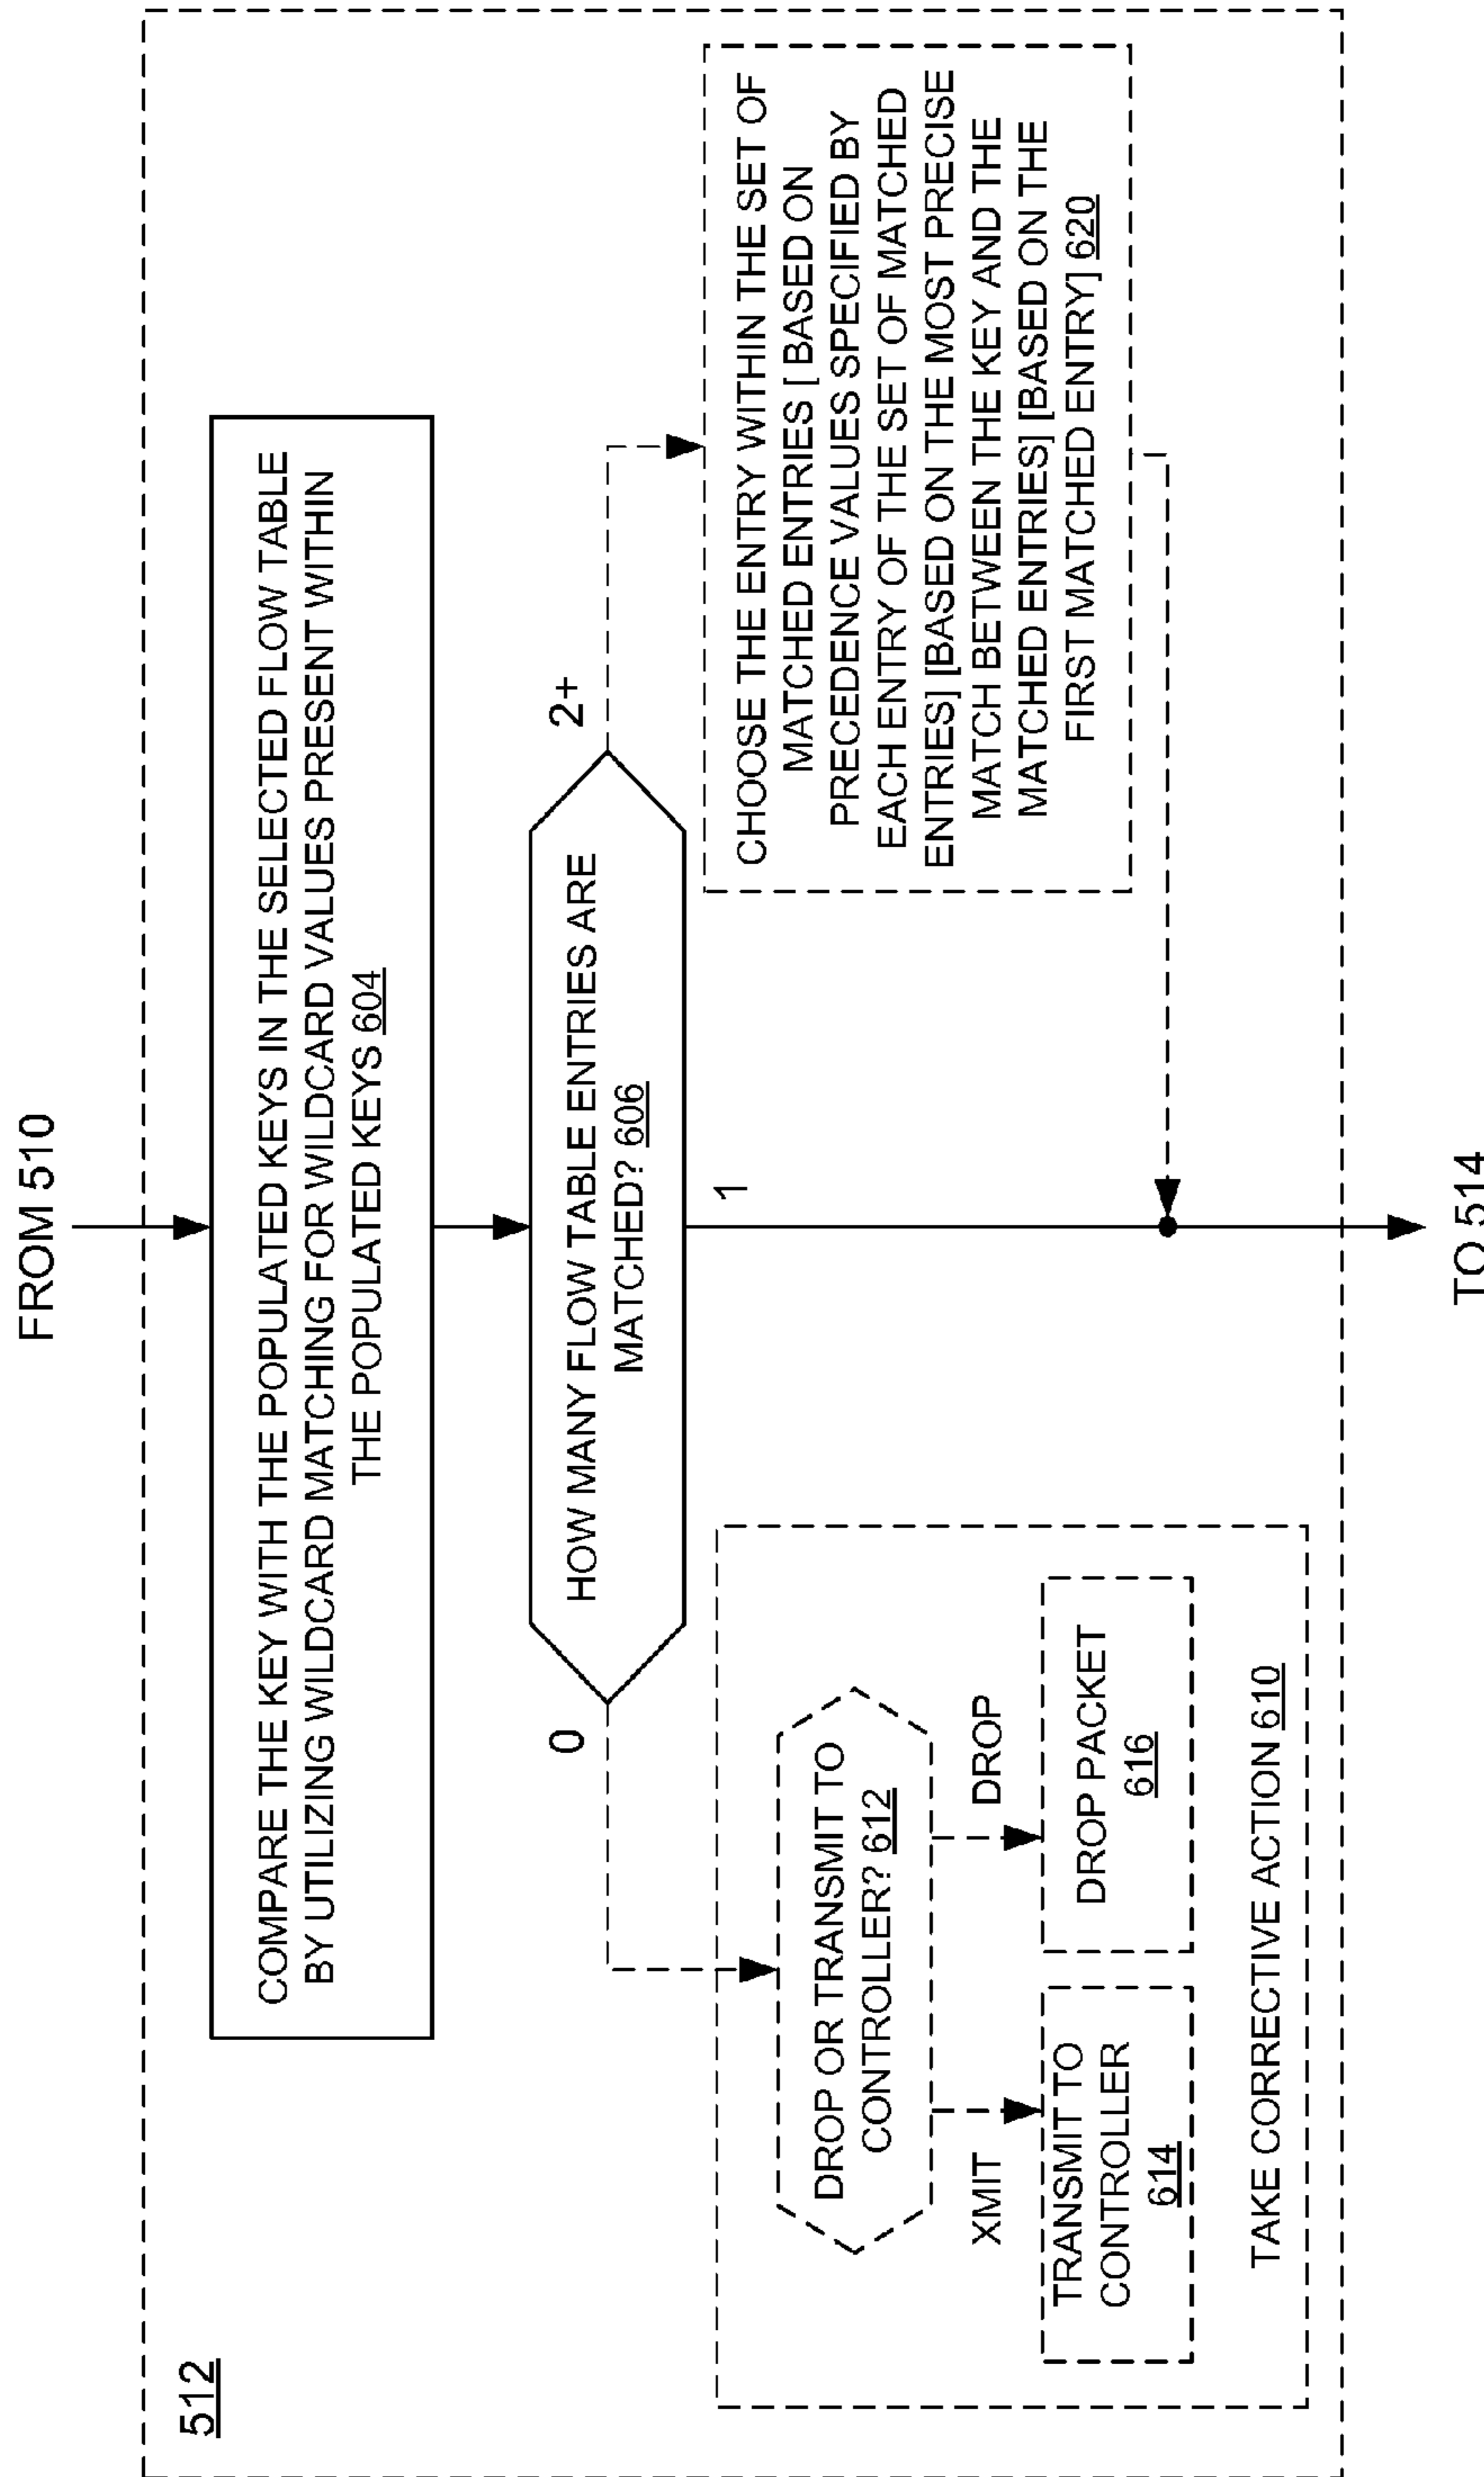 FROM 510
512
COMPARE THE KEY WITH THE POPULATED KEYS IN THE SELECTED FLOW TABLE
BY UTILIZING WILDCARD MATCHING FOR WILDCARD VALUES PRESENT WITHIN
THE POPULATED KEYS 604
HOW MANY FLOW TABLE ENTRIES ARE
MATCHED? 606
0
1
2+
DROP OR TRANSMIT TO
CONTROLLER? 612
XMIT
DROP
TRANSMIT TO
CONTROLLER
614
DROP PACKET
616
TAKE CORRECTIVE ACTION 610
CHOOSE THE ENTRY WITHIN THE SET OF
MATCHED ENTRIES [ BASED ON
PRECEDENCE VALUES SPECIFIED BY
EACH ENTRY OF THE SET OF MATCHED
ENTRIES] [BASED ON THE MOST PRECISE
MATCH BETWEEN THE KEY AND THE
MATCHED ENTRIES] [BASED ON THE
FIRST MATCHED ENTRY] 620
TO 514